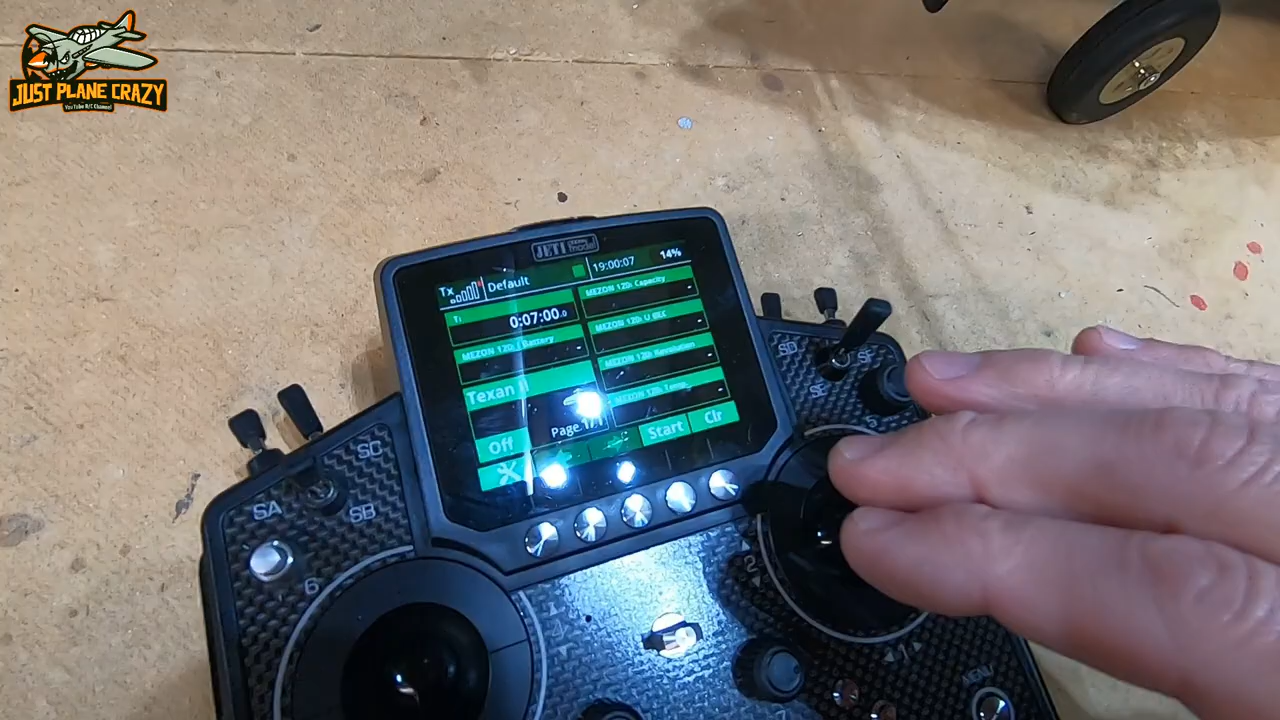 JUST PLANE CRAZY
YouTube R/C Channel
JETI model
Tx Default 19:00:07 14%
0:07:00.0
MEZON 120: Capacity
MEZON 120: U BEC
MEZON 120: I Battery
MEZON 120: Revolution
Texan II
MEZON 120: Temp.
Page 1/1
Off
Start
Clr
SA
SB
SC
SD
SE
SF
6
5
2
1